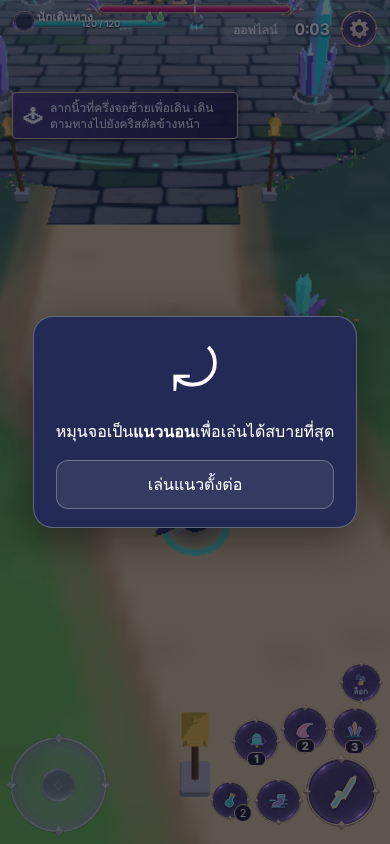 นักเดินทาง
120 / 120
ออฟไลน์
0:03
ลากนิ้วที่ครึ่งจอซ้ายเพื่อเดิน เดิน
ตามทางไปยังคริสตัลข้างหน้า
หมุนจอเป็นแนวนอนเพื่อเล่นได้สบายที่สุด
เล่นแนวตั้งต่อ
ล็อก
1
2
3
2